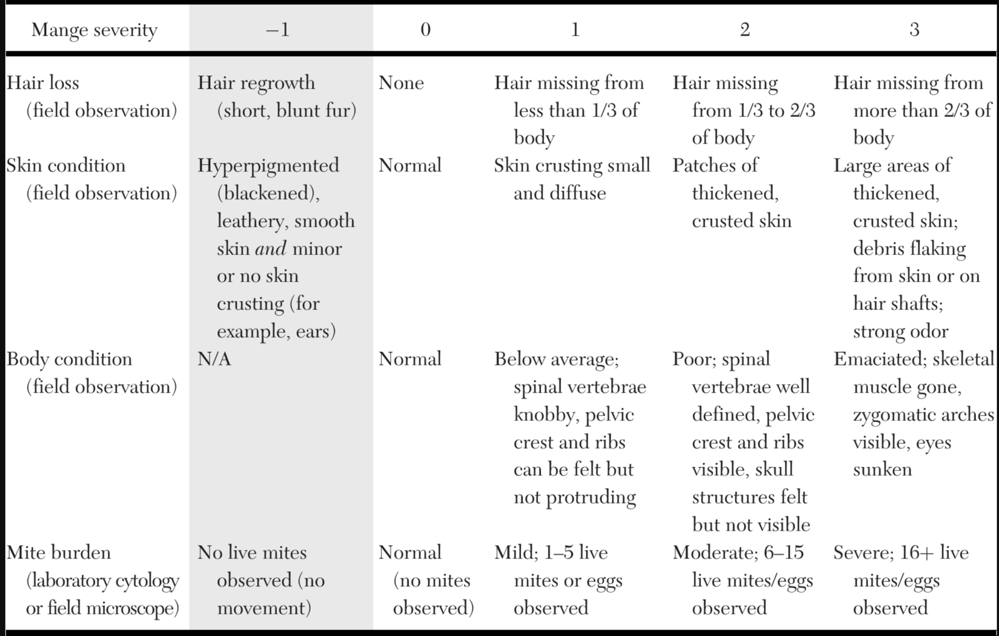 Mange severity −1 0 1 2 3
Hair loss Hair regrowth None Hair missing from Hair missing Hair missing from
(field observation) (short, blunt fur) less than 1/3 of from 1/3 to 2/3 more than 2/3 of
body of body body
Skin condition Hyperpigmented Normal Skin crusting small Patches of Large areas of
(field observation) (blackened), and diffuse thickened, thickened,
leathery, smooth crusted skin crusted skin;
skin and minor debris flaking
or no skin from skin or on
crusting (for hair shafts;
example, ears) strong odor
Body condition N/A Normal Below average; Poor; spinal Emaciated; skeletal
(field observation) spinal vertebrae vertebrae well muscle gone,
knobby, pelvic defined, pelvic zygomatic arches
crest and ribs crest and ribs visible, eyes
can be felt but visible, skull sunken
not protruding structures felt
but not visible
Mite burden No live mites Normal Mild; 1–5 live Moderate; 6–15 Severe; 16+ live
(laboratory cytology observed (no (no mites mites or eggs live mites/eggs mites/eggs
or field microscope) movement) observed) observed observed observed